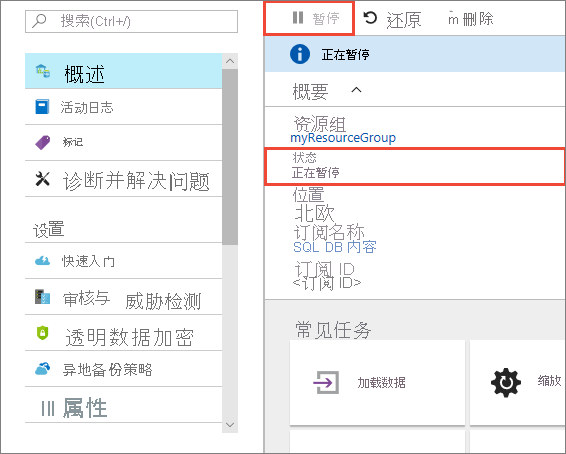 搜索(Ctrl+/)
概述
活动日志
标记
诊断并解决问题
设置
快速入门
审核与 威胁检测
透明数据加密
异地备份策略
属性
暂停 还原 删除
正在暂停
概要
资源组
myResourceGroup
状态
正在暂停
位置
北欧
订阅名称
SQL DB 内容
订阅 ID
<订阅 ID>
常见任务
加载数据
缩放